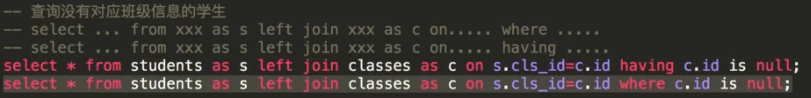 -- 查询没有对应班级信息的学生
-- select ... from xxx as s left join xxx as c on..... where .....
-- select ... from xxx as s left join xxx as c on..... having .....
select * from students as s left join classes as c on s.cls_id=c.id having c.id is null;
select * from students as s left join classes as c on s.cls_id=c.id where c.id is null;